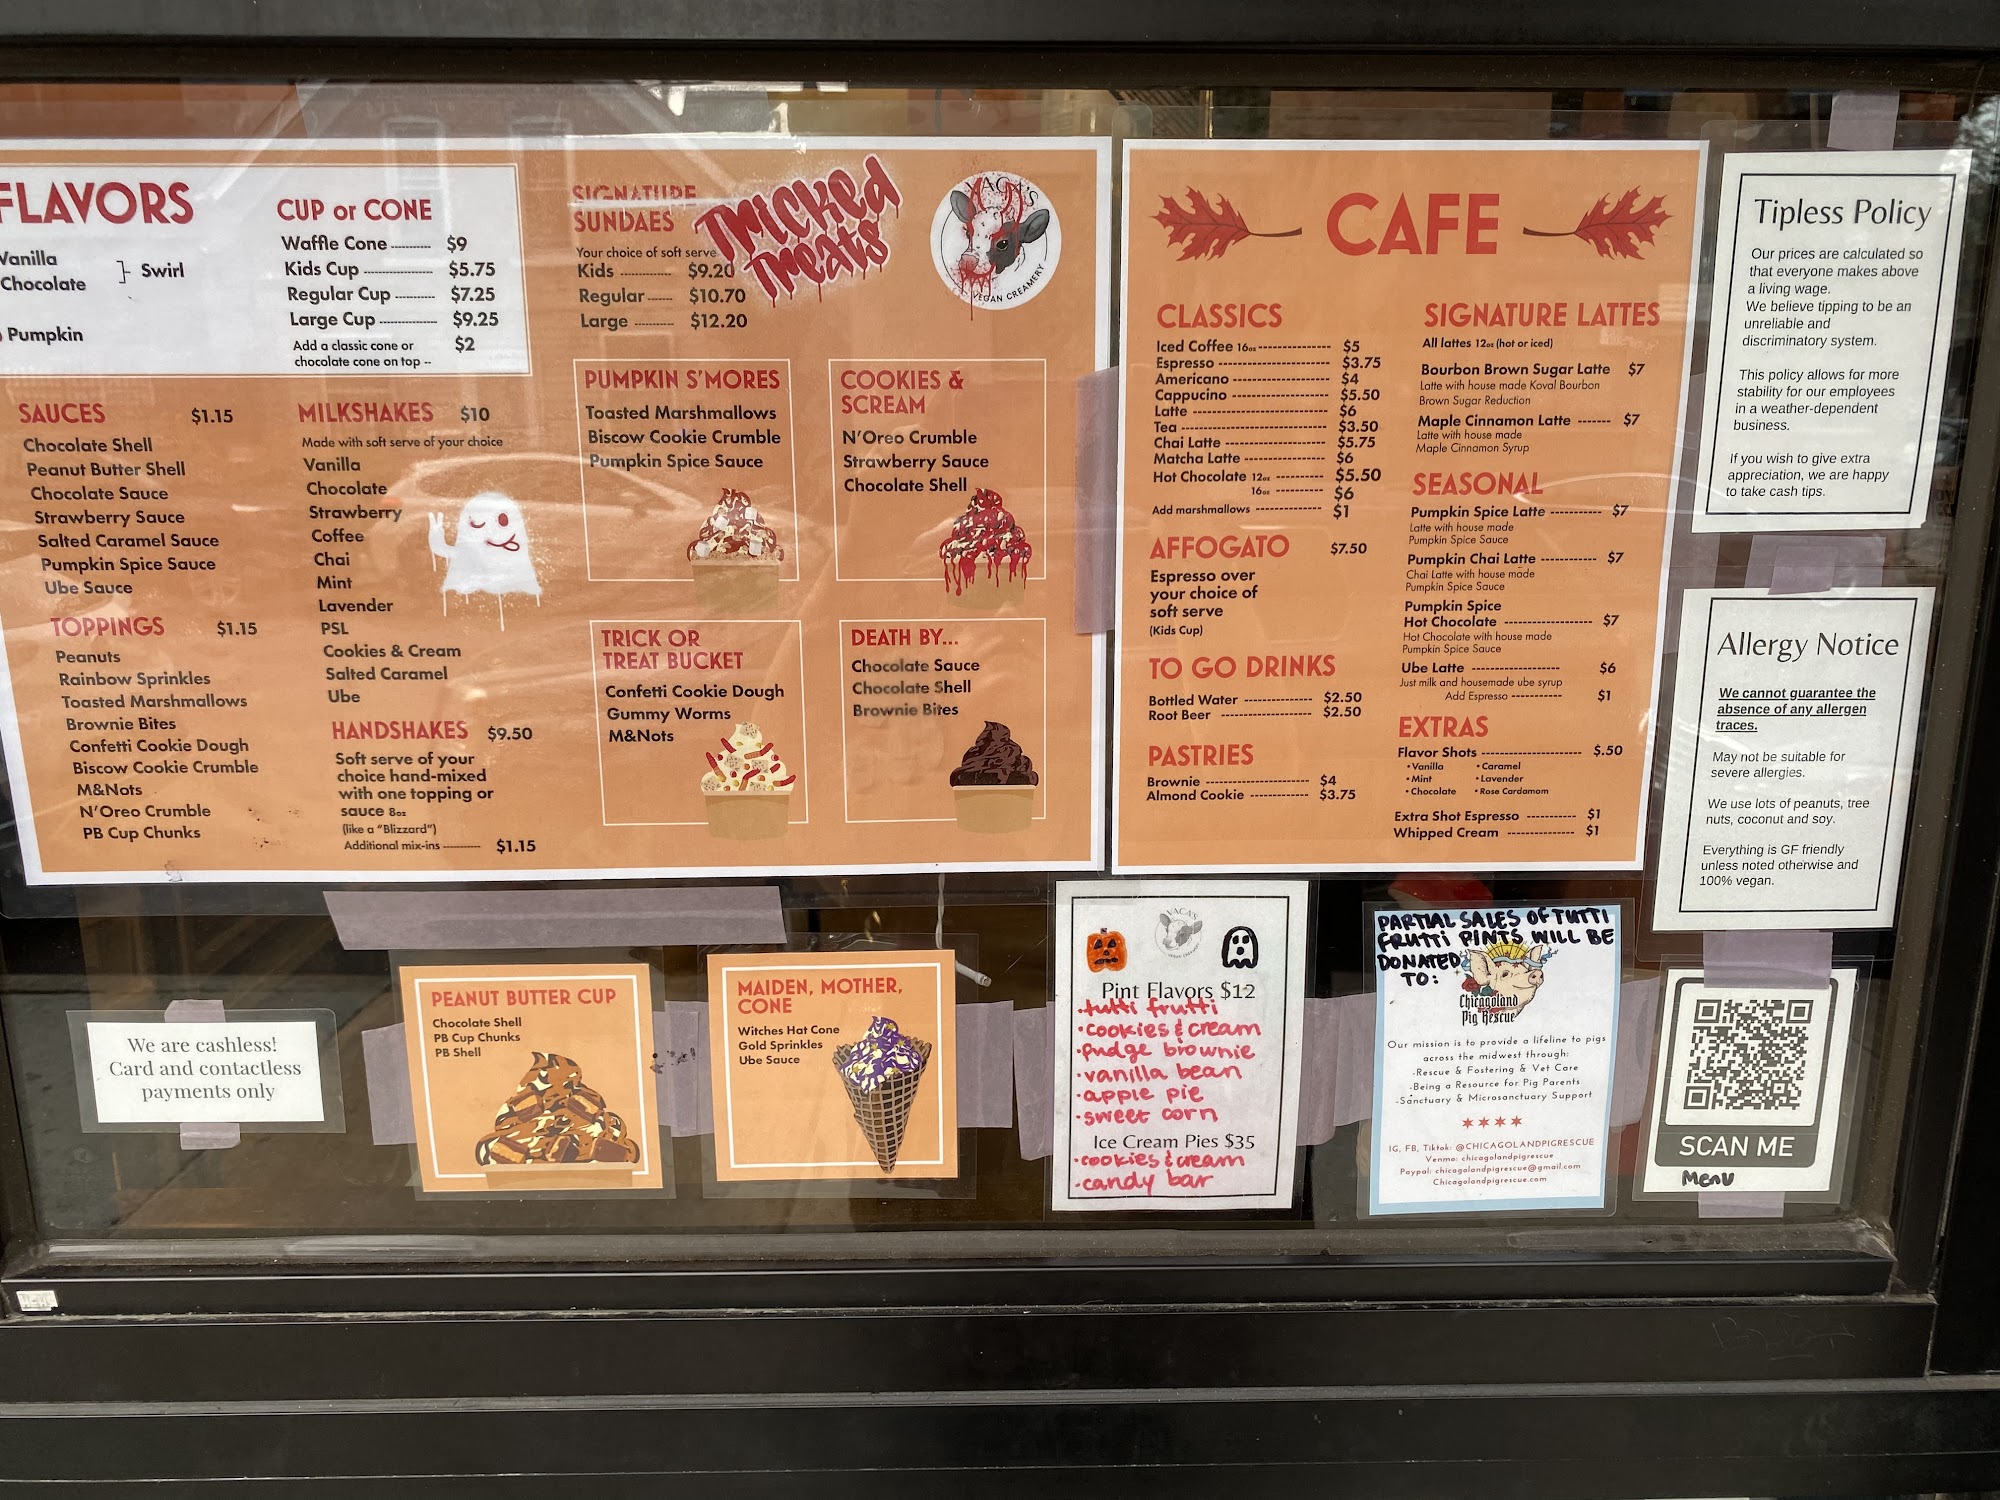 FLAVORS
Vanilla
Chocolate
Swirl
Pumpkin
CUP or CONE
Waffle Cone ---------- $9
Kids Cup ---------- $5.75
Regular Cup ---------- $7.25
Large Cup ---------- $9.25
Add a classic cone or $2
chocolate cone on top --
SAUCES $1.15
Chocolate Shell
Peanut Butter Shell
Chocolate Sauce
Strawberry Sauce
Salted Caramel Sauce
Pumpkin Spice Sauce
Ube Sauce
TOPPINGS $1.15
Peanuts
Rainbow Sprinkles
Toasted Marshmallows
Brownie Bites
Confetti Cookie Dough
Biscow Cookie Crumble
M&Nots
N'Oreo Crumble
PB Cup Chunks
MILKSHAKES $10
Made with soft serve of your choice
Vanilla
Chocolate
Strawberry
Coffee
Chai
Mint
Lavender
PSL
Cookies & Cream
Salted Caramel
Ube
HANDSHAKES $9.50
Soft serve of your
choice hand-mixed
with one topping or
sauce 8oz
(like a "Blizzard")
Additional mix-ins ---------- $1.15
SIGNATURE
SUNDAES
Your choice of soft serve
Kids ---------- $9.20
Regular ------ $10.70
Large ---------- $12.20
TRICKED
TREATS
VACA'S
VEGAN CREAMERY
PUMPKIN S'MORES
Toasted Marshmallows
Biscow Cookie Crumble
Pumpkin Spice Sauce
COOKIES &
SCREAM
N'Oreo Crumble
Strawberry Sauce
Chocolate Shell
TRICK OR
TREAT BUCKET
Confetti Cookie Dough
Gummy Worms
M&Nots
DEATH BY...
Chocolate Sauce
Chocolate Shell
Brownie Bites
CAFE
CLASSICS
Iced Coffee 16oz ---------- $5
Espresso ---------- $3.75
Americano ---------- $4
Cappucino ---------- $5.50
Latte ---------- $6
Tea ---------- $3.50
Chai Latte ---------- $5.75
Matcha Latte ---------- $6
Hot Chocolate 12oz ---------- $5.50
16oz ---------- $6
Add marshmallows ---------- $1
AFFOGATO $7.50
Espresso over
your choice of
soft serve
(Kids Cup)
TO GO DRINKS
Bottled Water ---------- $2.50
Root Beer ---------- $2.50
PASTRIES
Brownie ---------- $4
Almond Cookie ---------- $3.75
SIGNATURE LATTES
All lattes 12oz (hot or iced)
Bourbon Brown Sugar Latte $7
Latte with house made Koval Bourbon
Brown Sugar Reduction
Maple Cinnamon Latte ------- $7
Latte with house made
Maple Cinnamon Syrup
SEASONAL
Pumpkin Spice Latte ---------- $7
Latte with house made
Pumpkin Spice Sauce
Pumpkin Chai Latte ---------- $7
Chai Latte with house made
Pumpkin Spice Sauce
Pumpkin Spice
Hot Chocolate ---------- $7
Hot Chocolate with house made
Pumpkin Spice Sauce
Ube Latte ---------- $6
Just milk and housemade ube syrup
Add Espresso ---------- $1
EXTRAS
Flavor Shots ---------- $.50
•Vanilla •Caramel
•Mint •Lavender
•Chocolate •Rose Cardamom
Extra Shot Espresso ---------- $1
Whipped Cream ---------- $1
Tipless Policy
Our prices are calculated so
that everyone makes above
a living wage.
We believe tipping to be an
unreliable and
discriminatory system.
This policy allows for more
stability for our employees
in a weather-dependent
business.
If you wish to give extra
appreciation, we are happy
to take cash tips.
Allergy Notice
We cannot guarantee the
absence of any allergen
traces.
May not be suitable for
severe allergies.
We use lots of peanuts, tree
nuts, coconut and soy.
Everything is GF friendly
unless noted otherwise and
100% vegan.
We are cashless!
Card and contactless
payments only
PEANUT BUTTER CUP
Chocolate Shell
PB Cup Chunks
PB Shell
MAIDEN, MOTHER,
CONE
Witches Hat Cone
Gold Sprinkles
Ube Sauce
VACA'S
Pint Flavors $12
•tutti frutti
•cookies & cream
•fudge brownie
•vanilla bean
•apple pie
•sweet corn
Ice Cream Pies $35
•cookies & cream
•candy bar
PARTIAL SALES OF TUTTI
FRUTTI PINTS WILL BE
DONATED
TO:
Chicagoland
Pig Rescue
Our mission is to provide a lifeline to pigs
across the midwest through:
-Rescue & Fostering & Vet Care
-Being a Resource for Pig Parents
-Sanctuary & Microsanctuary Support
IG, FB, Tiktok: @CHICAGOLANDPIGRESCUE
Venmo: chicagolandpigrescue
Paypal: chicagolandpigrescue@gmail.com
Chicagolandpigrescue.com
SCAN ME
Menu